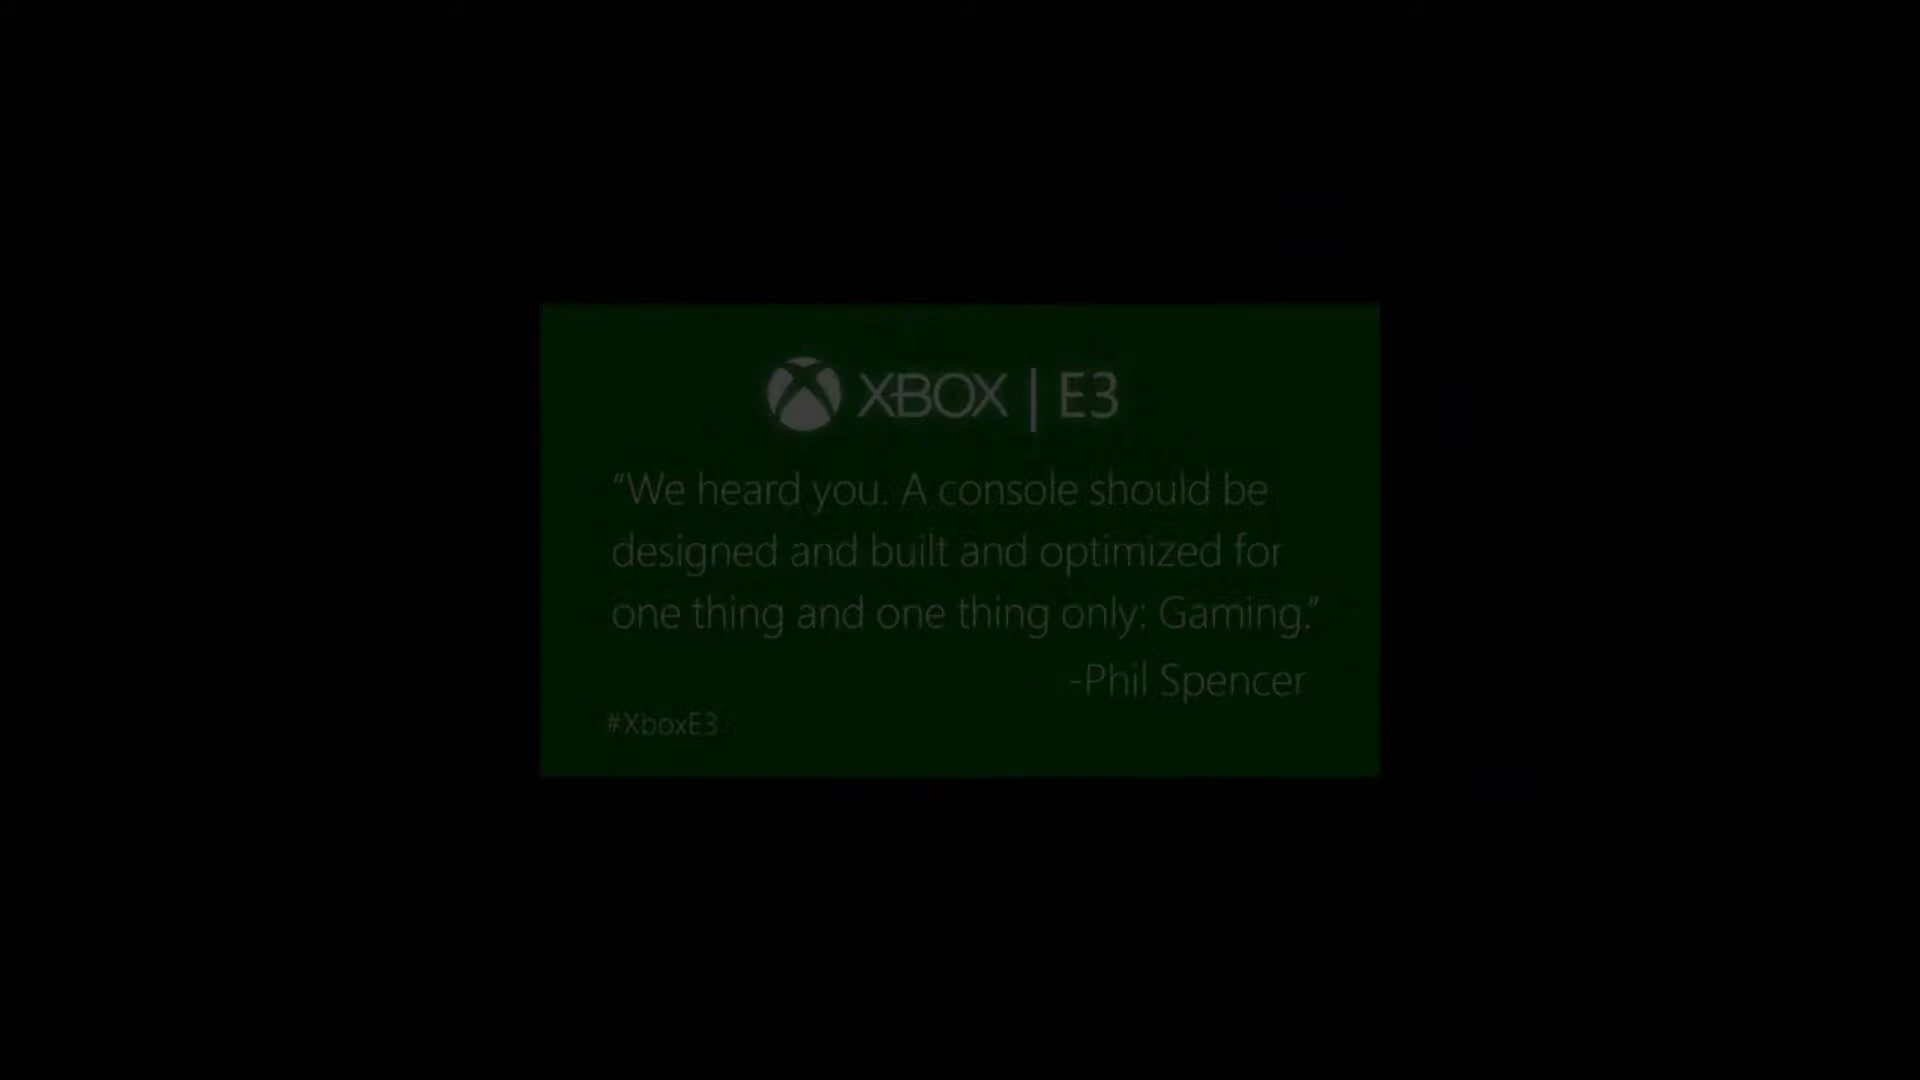 XBOX | E3
“We heard you. A console should be
designed and built and optimized for
one thing and one thing only: Gaming.”
-Phil Spencer
#XboxE3